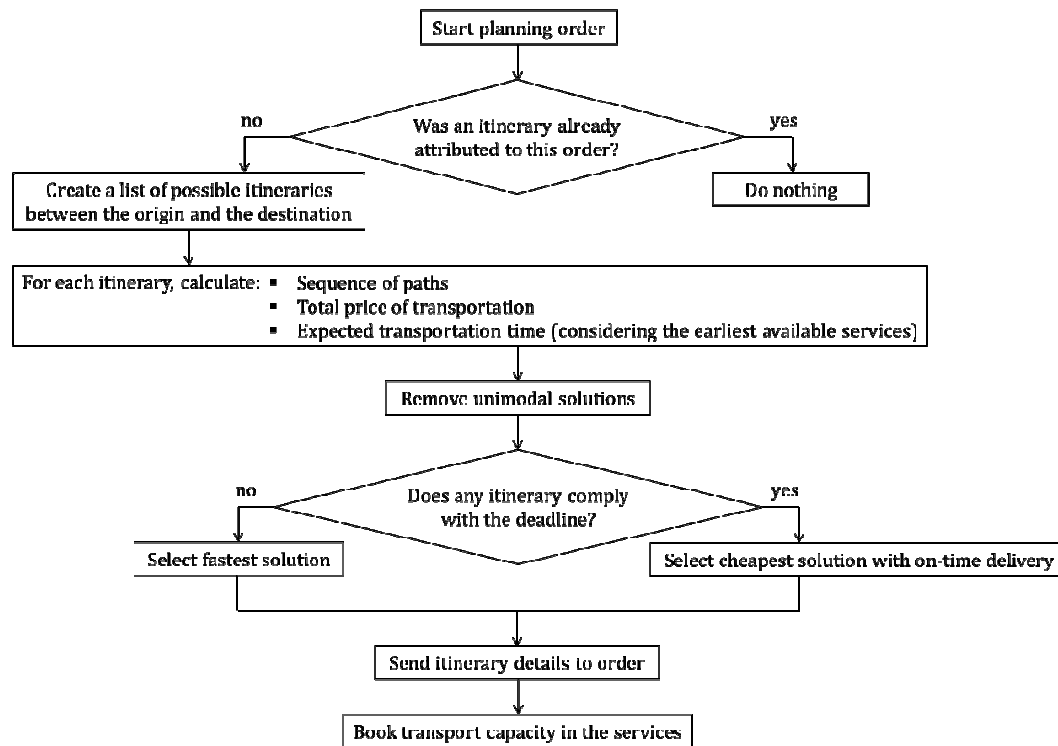 Start planning order
Was an itinerary already
attributed to this order?
no
yes
Create a list of possible itineraries
between the origin and the destination
Do nothing
For each itinerary, calculate: ▪ Sequence of paths
▪ Total price of transportation
▪ Expected transportation time (considering the earliest available services)
Remove unimodal solutions
Does any itinerary comply
with the deadline?
no
yes
Select fastest solution
Select cheapest solution with on-time delivery
Send itinerary details to order
Book transport capacity in the services